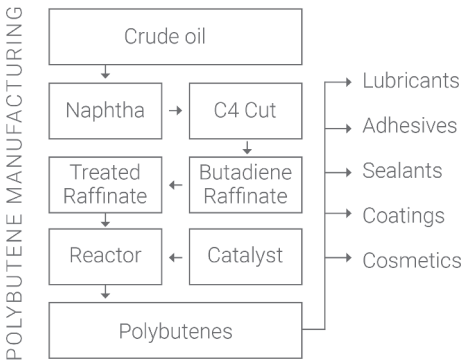 POLYBUTENE MANUFACTURING
Crude oil
Naphtha
C4 Cut
Treated
Raffinate
Butadiene
Raffinate
Reactor
Catalyst
Polybutenes
Lubricants
Adhesives
Sealants
Coatings
Cosmetics